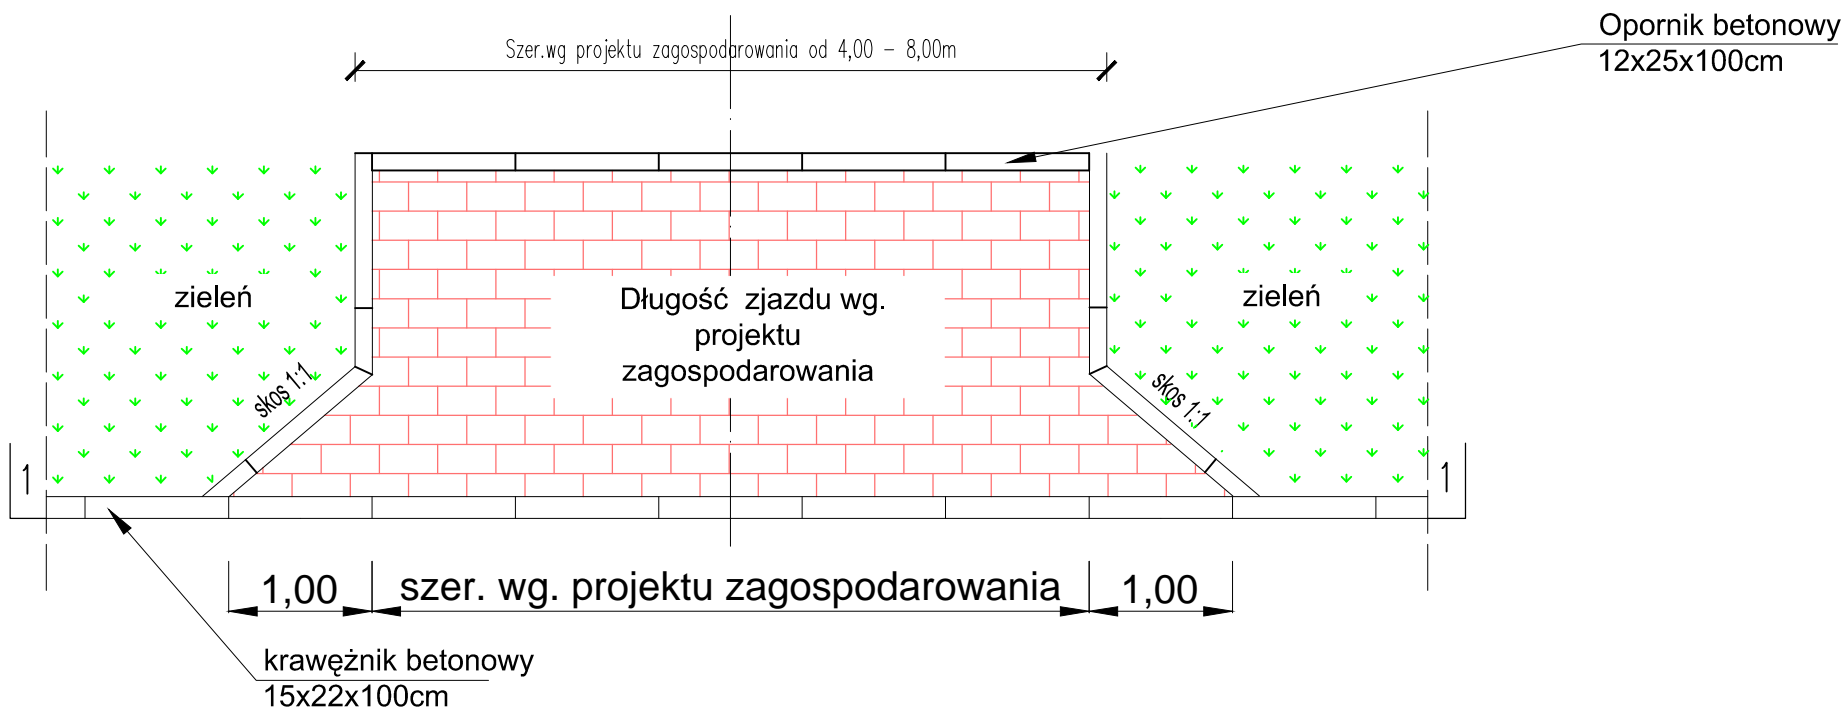 Opornik betonowy
12x25x100cm
Szer.wg projektu zagospodarowania od 4,00 - 8,00m
zieleń
Długość zjazdu wg.
projektu
zagospodarowania
zieleń
skos 1:1
skos 1:1
1
1
1,00
szer. wg. projektu zagospodarowania
1,00
krawężnik betonowy
15x22x100cm